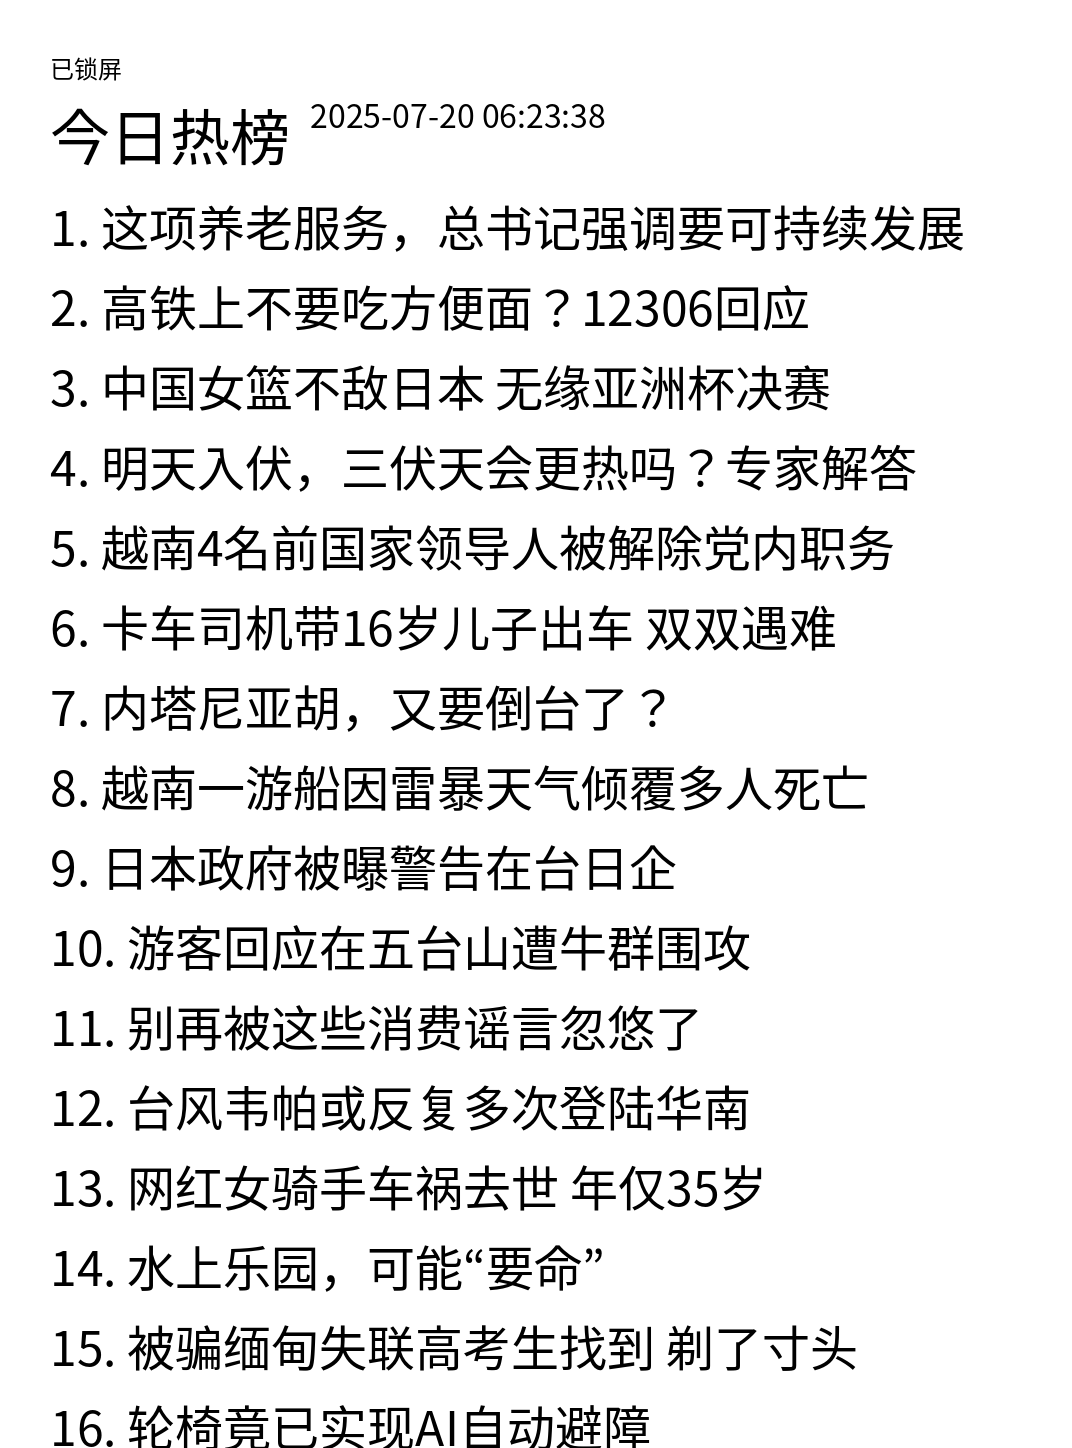 已锁屏
今日热榜 2025-07-20 06:23:38
1. 这项养老服务，总书记强调要可持续发展
2. 高铁上不要吃方便面？12306回应
3. 中国女篮不敌日本 无缘亚洲杯决赛
4. 明天入伏，三伏天会更热吗？专家解答
5. 越南4名前国家领导人被解除党内职务
6. 卡车司机带16岁儿子出车 双双遇难
7. 内塔尼亚胡，又要倒台了？
8. 越南一游船因雷暴天气倾覆多人死亡
9. 日本政府被曝警告在台日企
10. 游客回应在五台山遭牛群围攻
11. 别再被这些消费谣言忽悠了
12. 台风韦帕或反复多次登陆华南
13. 网红女骑手车祸去世 年仅35岁
14. 水上乐园，可能“要命”
15. 被骗缅甸失联高考生找到 剃了寸头
16. 轮椅竟已实现AI自动避障